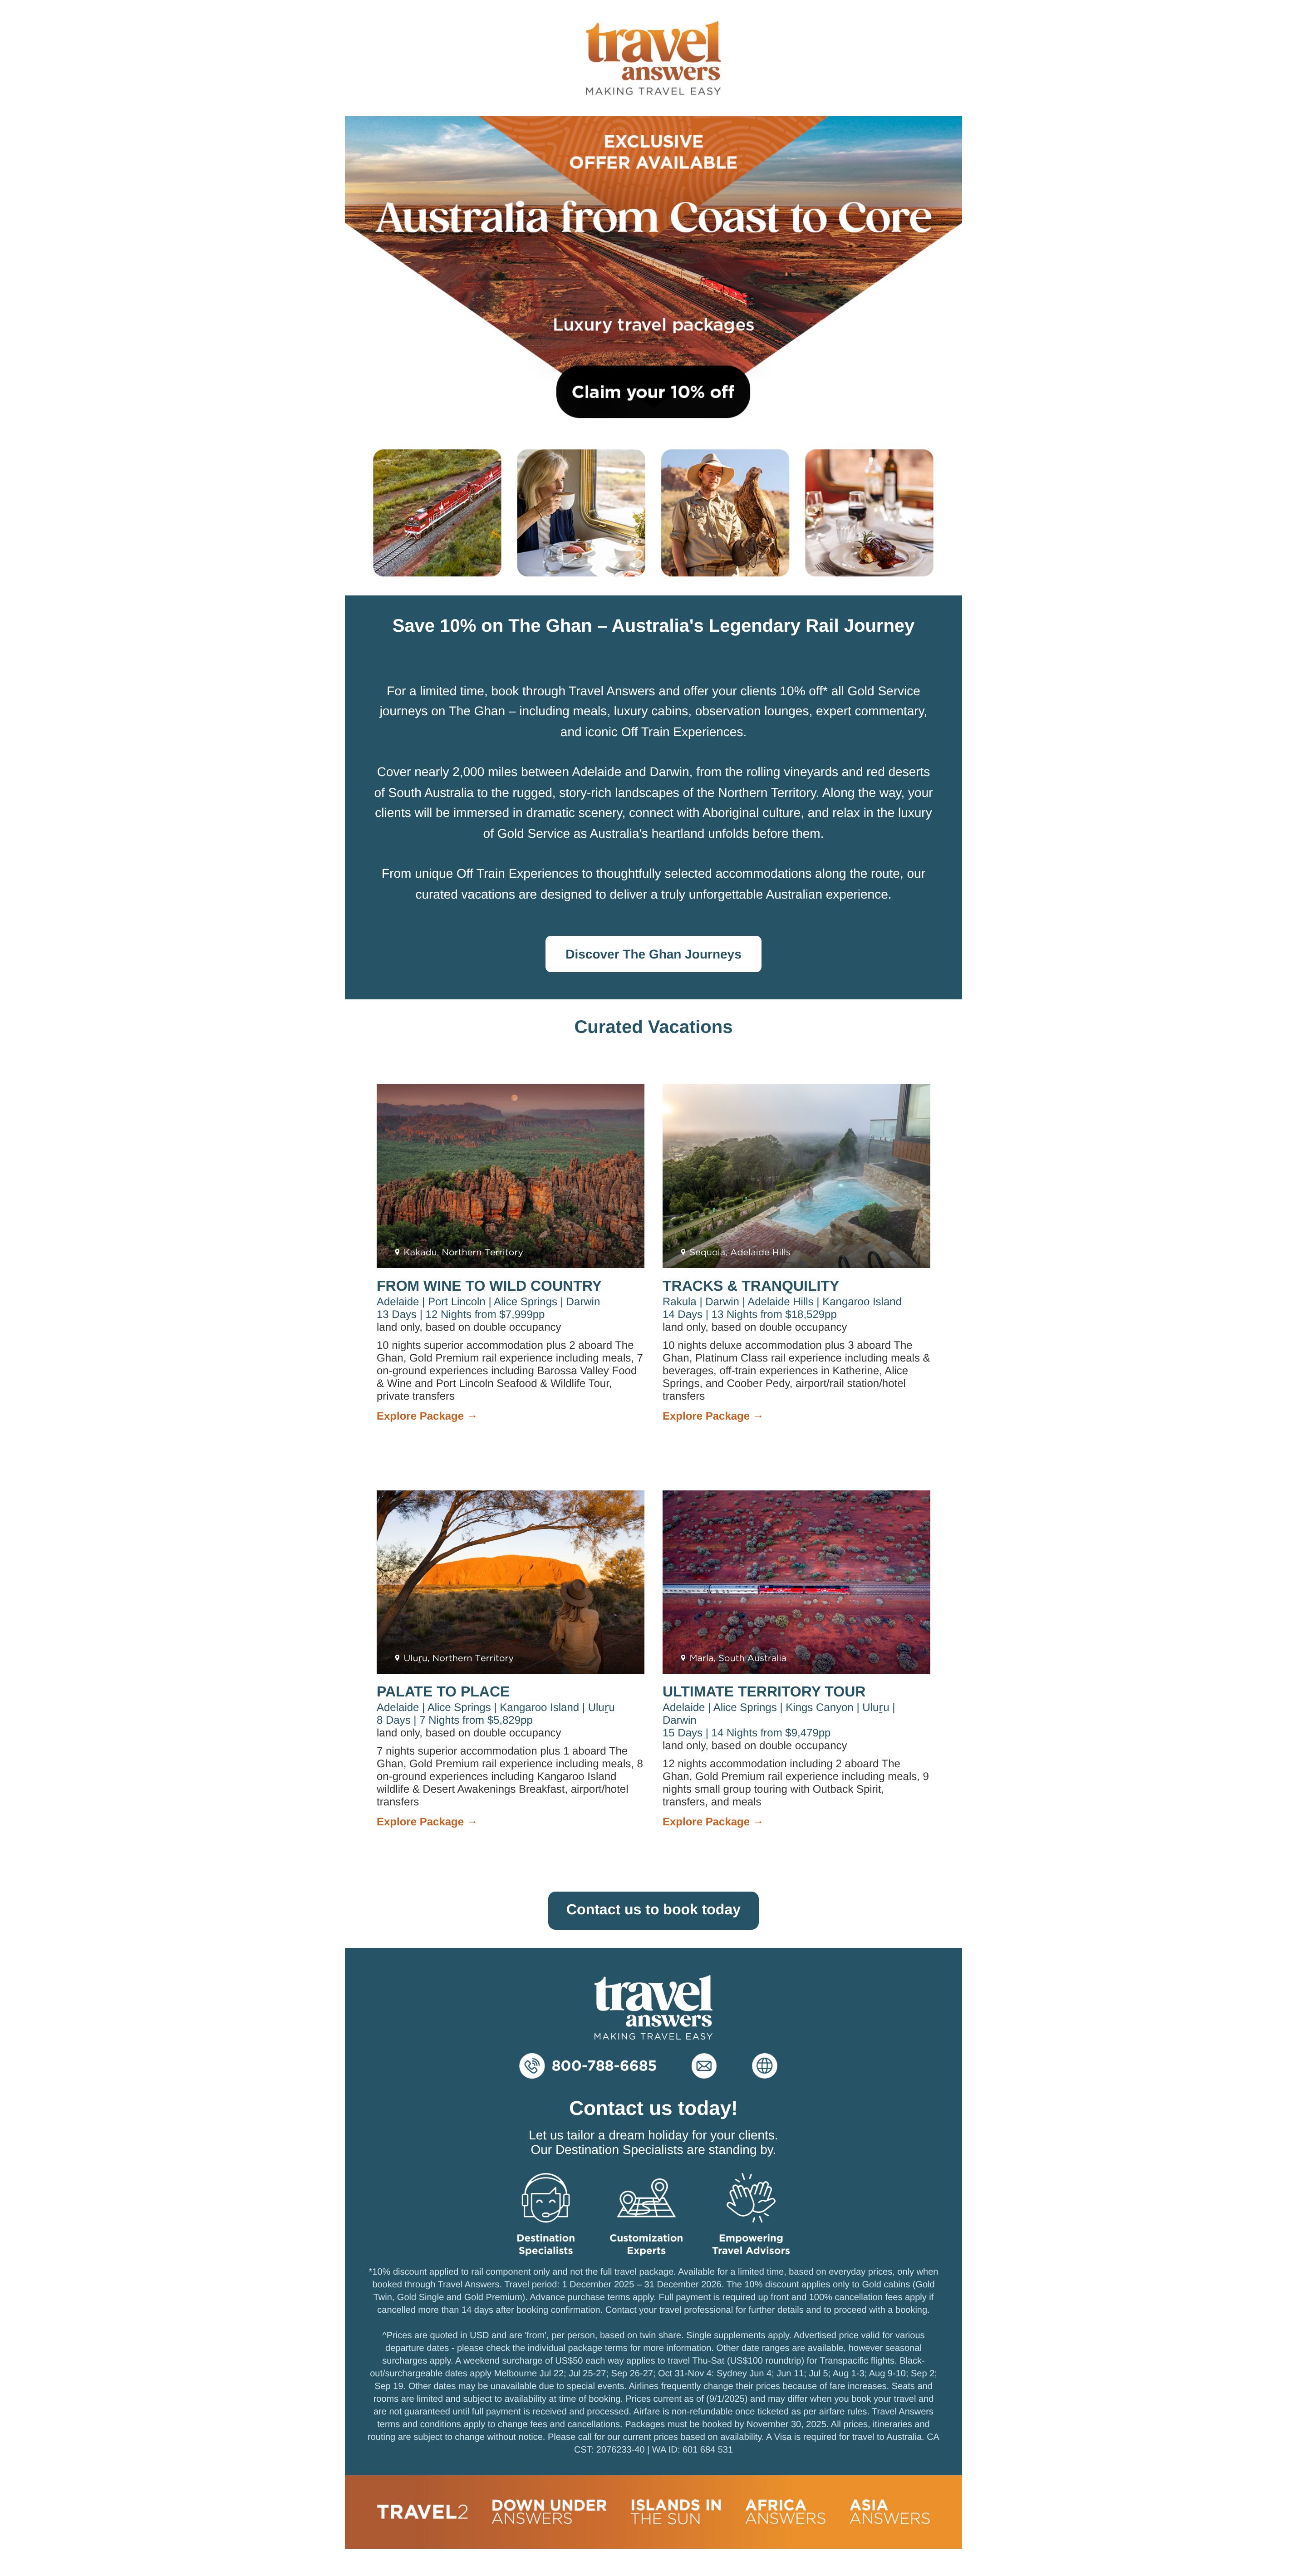 travel
answers
MAKING TRAVEL EASY
EXCLUSIVE
OFFER AVAILABLE
Australia from Coast to Core
Luxury travel packages
Claim your 10% off
Save 10% on The Ghan – Australia's Legendary Rail Journey
For a limited time, book through Travel Answers and offer your clients 10% off* all Gold Service
journeys on The Ghan – including meals, luxury cabins, observation lounges, expert commentary,
and iconic Off Train Experiences.
Cover nearly 2,000 miles between Adelaide and Darwin, from the rolling vineyards and red deserts
of South Australia to the rugged, story-rich landscapes of the Northern Territory. Along the way, your
clients will be immersed in dramatic scenery, connect with Aboriginal culture, and relax in the luxury
of Gold Service as Australia's heartland unfolds before them.
From unique Off Train Experiences to thoughtfully selected accommodations along the route, our
curated vacations are designed to deliver a truly unforgettable Australian experience.
Discover The Ghan Journeys
Curated Vacations
Kakadu, Northern Territory
FROM WINE TO WILD COUNTRY
Adelaide | Port Lincoln | Alice Springs | Darwin
13 Days | 12 Nights from $7,999pp
land only, based on double occupancy
10 nights superior accommodation plus 2 aboard The
Ghan, Gold Premium rail experience including meals, 7
on-ground experiences including Barossa Valley Food
& Wine and Port Lincoln Seafood & Wildlife Tour,
private transfers
Explore Package →
Sequoia, Adelaide Hills
TRACKS & TRANQUILITY
Rakula | Darwin | Adelaide Hills | Kangaroo Island
14 Days | 13 Nights from $18,529pp
land only, based on double occupancy
10 nights deluxe accommodation plus 3 aboard The
Ghan, Platinum Class rail experience including meals &
beverages, off-train experiences in Katherine, Alice
Springs, and Coober Pedy, airport/rail station/hotel
transfers
Explore Package →
Uluṟu, Northern Territory
PALATE TO PLACE
Adelaide | Alice Springs | Kangaroo Island | Uluṟu
8 Days | 7 Nights from $5,829pp
land only, based on double occupancy
7 nights superior accommodation plus 1 aboard The
Ghan, Gold Premium rail experience including meals, 8
on-ground experiences including Kangaroo Island
wildlife & Desert Awakenings Breakfast, airport/hotel
transfers
Explore Package →
Marla, South Australia
ULTIMATE TERRITORY TOUR
Adelaide | Alice Springs | Kings Canyon | Uluṟu |
Darwin
15 Days | 14 Nights from $9,479pp
land only, based on double occupancy
12 nights accommodation including 2 aboard The
Ghan, Gold Premium rail experience including meals, 9
nights small group touring with Outback Spirit,
transfers, and meals
Explore Package →
Contact us to book today
travel
answers
MAKING TRAVEL EASY
800-788-6685
Contact us today!
Let us tailor a dream holiday for your clients.
Our Destination Specialists are standing by.
Destination
Specialists
Customization
Experts
Empowering
Travel Advisors
*10% discount applied to rail component only and not the full travel package. Available for a limited time, based on everyday prices, only when
booked through Travel Answers. Travel period: 1 December 2025 – 31 December 2026. The 10% discount applies only to Gold cabins (Gold
Twin, Gold Single and Gold Premium). Advance purchase terms apply. Full payment is required up front and 100% cancellation fees apply if
cancelled more than 14 days after booking confirmation. Contact your travel professional for further details and to proceed with a booking.
^Prices are quoted in USD and are 'from', per person, based on twin share. Single supplements apply. Advertised price valid for various
departure dates - please check the individual package terms for more information. Other date ranges are available, however seasonal
surcharges apply. A weekend surcharge of US$50 each way applies to travel Thu-Sat (US$100 roundtrip) for Transpacific flights. Black-
out/surchargeable dates apply Melbourne Jul 22; Jul 25-27; Sep 26-27; Oct 31-Nov 4: Sydney Jun 4; Jun 11; Jul 5; Aug 1-3; Aug 9-10; Sep 2;
Sep 19. Other dates may be unavailable due to special events. Airlines frequently change their prices because of fare increases. Seats and
rooms are limited and subject to availability at time of booking. Prices current as of (9/1/2025) and may differ when you book your travel and
are not guaranteed until full payment is received and processed. Airfare is non-refundable once ticketed as per airfare rules. Travel Answers
terms and conditions apply to change fees and cancellations. Packages must be booked by November 30, 2025. All prices, itineraries and
routing are subject to change without notice. Please call for our current prices based on availability. A Visa is required for travel to Australia. CA
CST: 2076233-40 | WA ID: 601 684 531
TRAVEL2
DOWN UNDER
ANSWERS
ISLANDS IN
THE SUN
AFRICA
ANSWERS
ASIA
ANSWERS